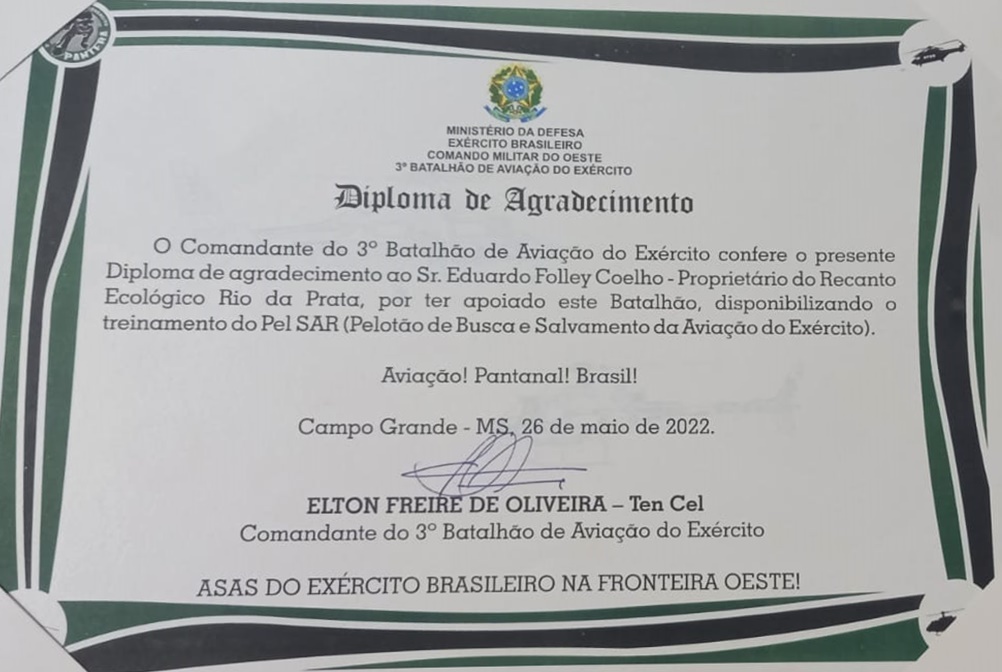 PANTERA
MINISTÉRIO DA DEFESA
EXÉRCITO BRASILEIRO
COMANDO MILITAR DO OESTE
3º BATALHÃO DE AVIAÇÃO DO EXÉRCITO
Diploma de Agradecimento
O Comandante do 3º Batalhão de Aviação do Exército confere o presente
Diploma de agradecimento ao Sr. Eduardo Folley Coelho - Proprietário do Recanto
Ecológico Rio da Prata, por ter apoiado este Batalhão, disponibilizando o
treinamento do Pel SAR (Pelotão de Busca e Salvamento da Aviação do Exército).
Aviação! Pantanal! Brasil!
Campo Grande - MS, 26 de maio de 2022.
ELTON FREIRE DE OLIVEIRA – Ten Cel
Comandante do 3º Batalhão de Aviação do Exército
ASAS DO EXÉRCITO BRASILEIRO NA FRONTEIRA OESTE!